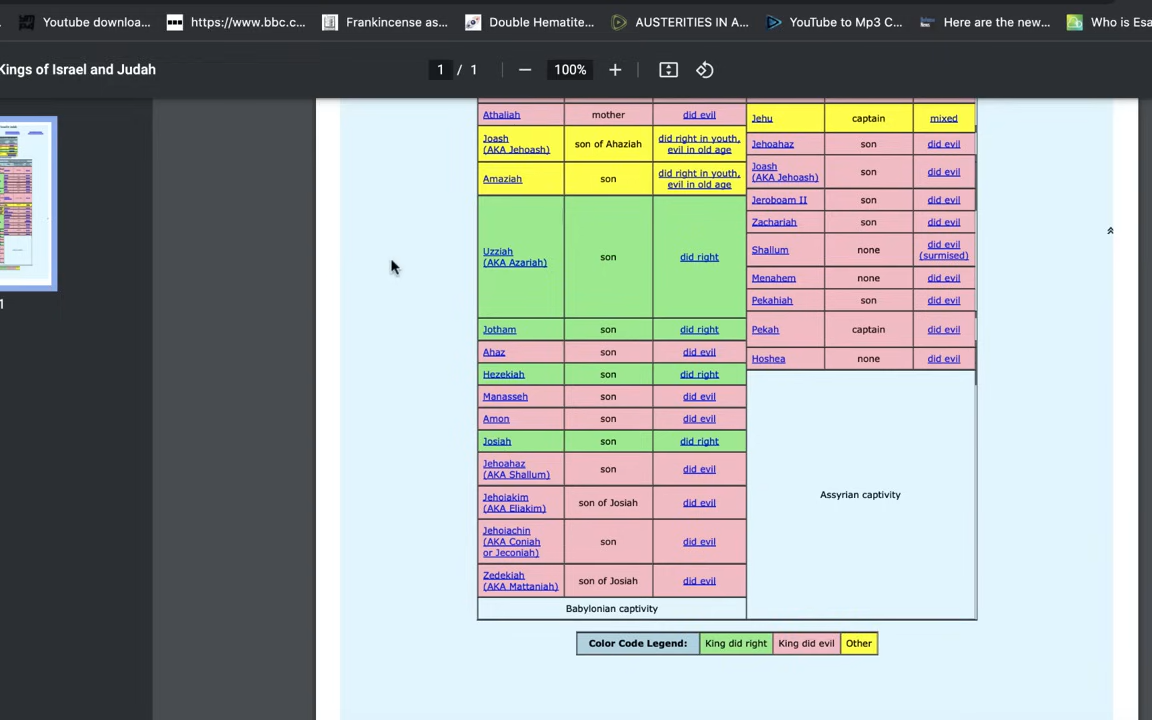 Youtube downloa... https://www.bbc.c... Frankincense as... Double Hematite... AUSTERITIES IN A... YouTube to Mp3 C... Here are the new... Who is Esa
Kings of Israel and Judah
1 / 1 100%
1
Athaliah mother did evil
Joash
(AKA Jehoash)
son of Ahaziah
did right in youth,
evil in old age
Amaziah
son
did right in youth,
evil in old age
Uzziah
(AKA Azariah)
son
did right
Jotham son did right
Ahaz son did evil
Hezekiah son did right
Manasseh son did evil
Amon son did evil
Josiah son did right
Jehoahaz
(AKA Shallum)
son
did evil
Jehoiakim
(AKA Eliakim)
son of Josiah
did evil
Jehoiachin
(AKA Coniah
or Jeconiah)
son
did evil
Zedekiah
(AKA Mattaniah)
son of Josiah
did evil
Babylonian captivity
Jehu captain mixed
Jehoahaz son did evil
Joash
(AKA Jehoash)
son
did evil
Jeroboam II son did evil
Zachariah son did evil
Shallum
none
did evil
(surmised)
Menahem none did evil
Pekahiah son did evil
Pekah captain did evil
Hoshea none did evil
Assyrian captivity
Color Code Legend: King did right King did evil Other